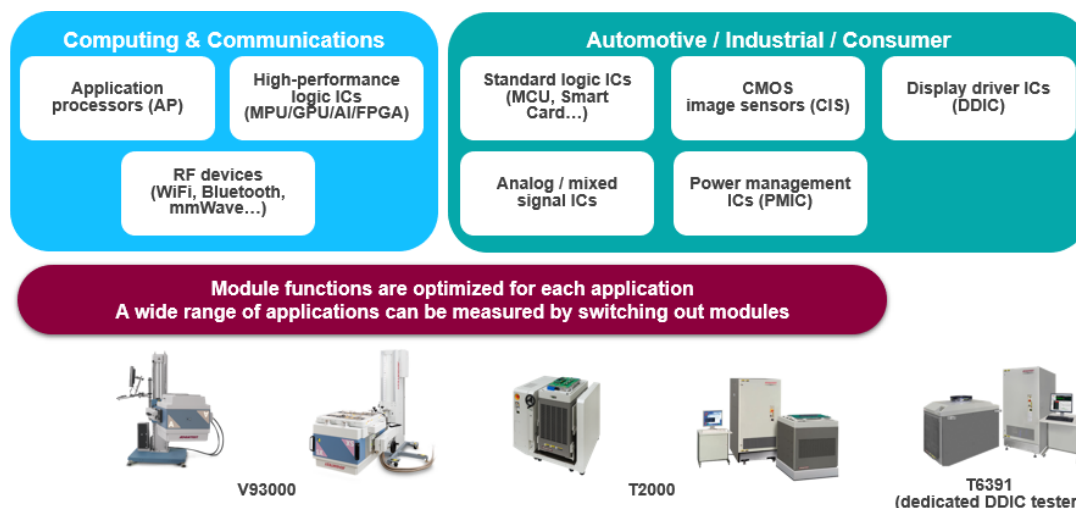 Computing & Communications
Application
processors (AP)
High-performance
logic ICs
(MPU/GPU/AI/FPGA)
RF devices
(WiFi, Bluetooth,
mmWave…)
Automotive / Industrial / Consumer
Standard logic ICs
(MCU, Smart
Card…)
CMOS
image sensors (CIS)
Display driver ICs
(DDIC)
Analog / mixed
signal ICs
Power management
ICs (PMIC)
Module functions are optimized for each application
A wide range of applications can be measured by switching out modules
V93000
T2000
T6391
(dedicated DDIC tester